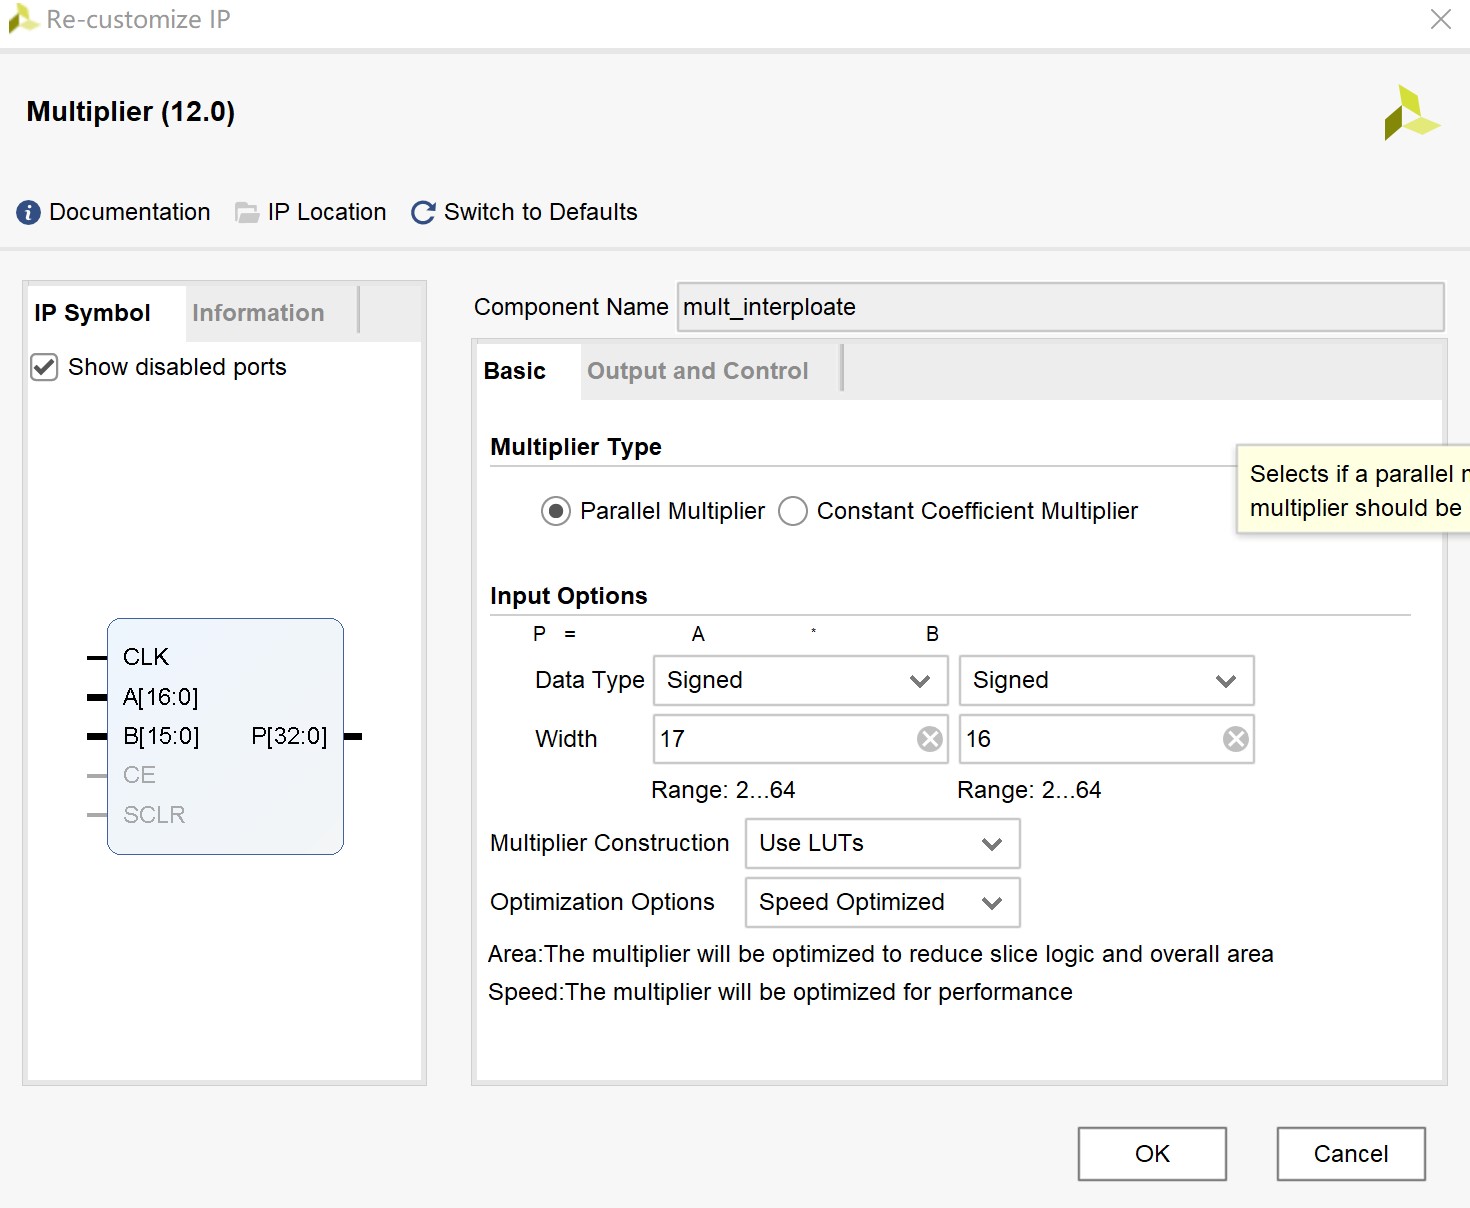 Re-customize IP
Multiplier (12.0)
Documentation IP Location Switch to Defaults
IP Symbol Information
Show disabled ports
CLK
A[16:0]
B[15:0] P[32:0]
CE
SCLR
Component Name mult_interploate
Basic Output and Control
Multiplier Type
Selects if a parallel
multiplier should be
Parallel Multiplier Constant Coefficient Multiplier
Input Options
P = A * B
Data Type Signed Signed
Width 17 16
Range: 2...64 Range: 2...64
Multiplier Construction Use LUTs
Optimization Options Speed Optimized
Area:The multiplier will be optimized to reduce slice logic and overall area
Speed:The multiplier will be optimized for performance
OK Cancel